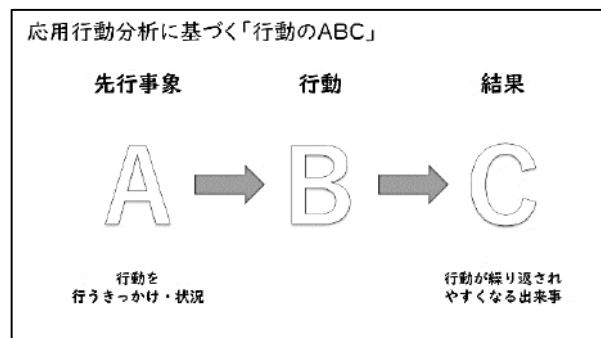 応用行動分析に基づく「行動のABC」
先行事象
行動
結果
A
B
C
行動を
行うきっかけ・状況
行動が繰り返され
やすくなる出来事